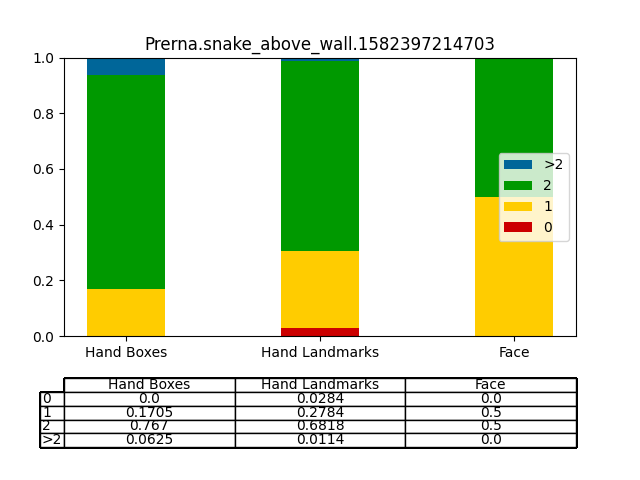 Prerna.snake_above_wall.1582397214703
1.0
0.8
0.6
0.4
0.2
0.0
>2
2
1
0
Hand Boxes Hand Landmarks Face
Hand Boxes Hand Landmarks Face
0 0.0 0.0284 0.0
1 0.1705 0.2784 0.5
2 0.767 0.6818 0.5
>2 0.0625 0.0114 0.0